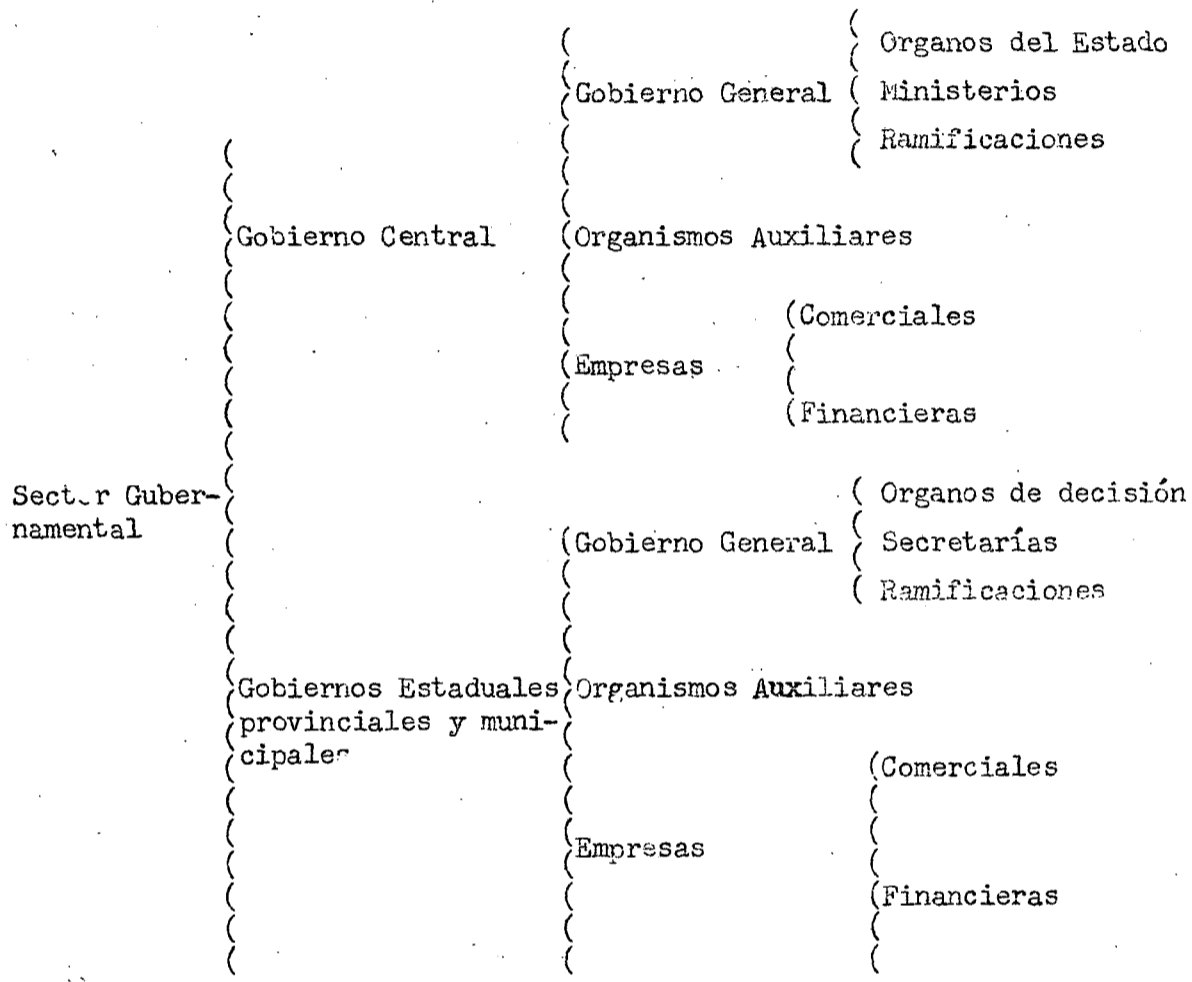 Organos del Estado
Gobierno General
Ministerios
Ramificaciones
Gobierno Central
Organismos Auxiliares
Comerciales
Empresas
Financieras
Sector Guber-
namental
Organos de decisión
Gobierno General
Secretarías
Ramificaciones
Gobiernos Estaduales
provinciales y muni-
cipales
Organismos Auxiliares
Comerciales
Empresas
Financieras